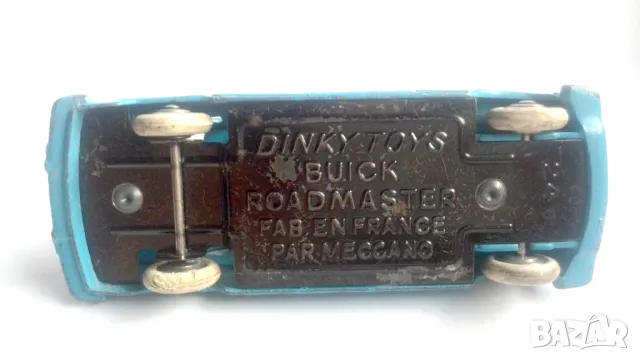 DINKY-TOYS
BUICK
ROADMASTER
FAB. EN FRANCE
PAR MECCANO
BAZAR